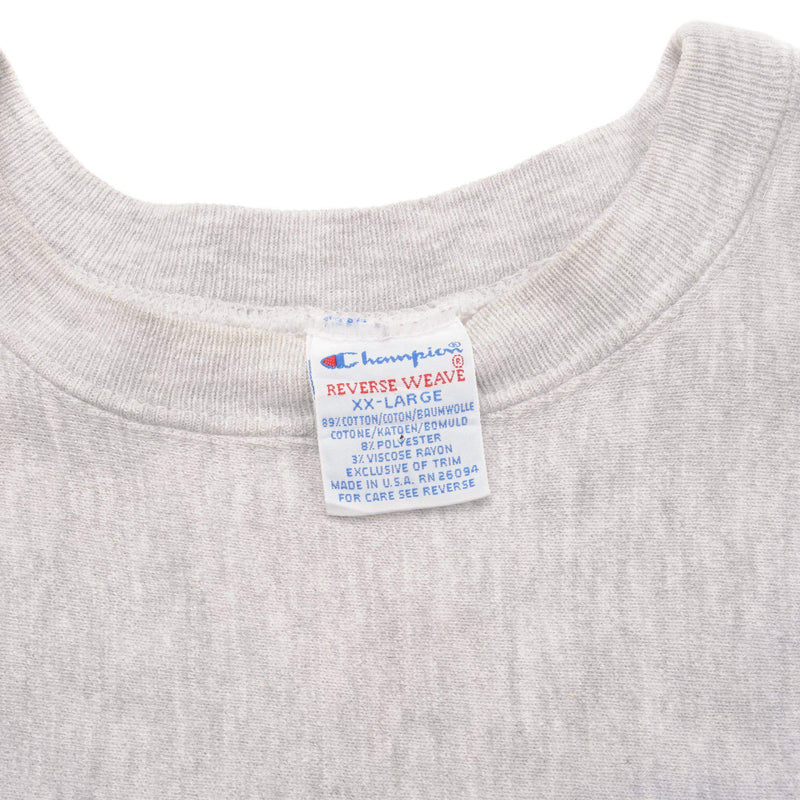 Champion®
REVERSE WEAVE®
XX-LARGE
89% COTTON/COTON/BAUMWOLLE
COTONE/KATOEN/BOMULD
8% POLYESTER
3% VISCOSE RAYON
EXCLUSIVE OF TRIM
MADE IN U.S.A. RN 26094
FOR CARE SEE REVERSE